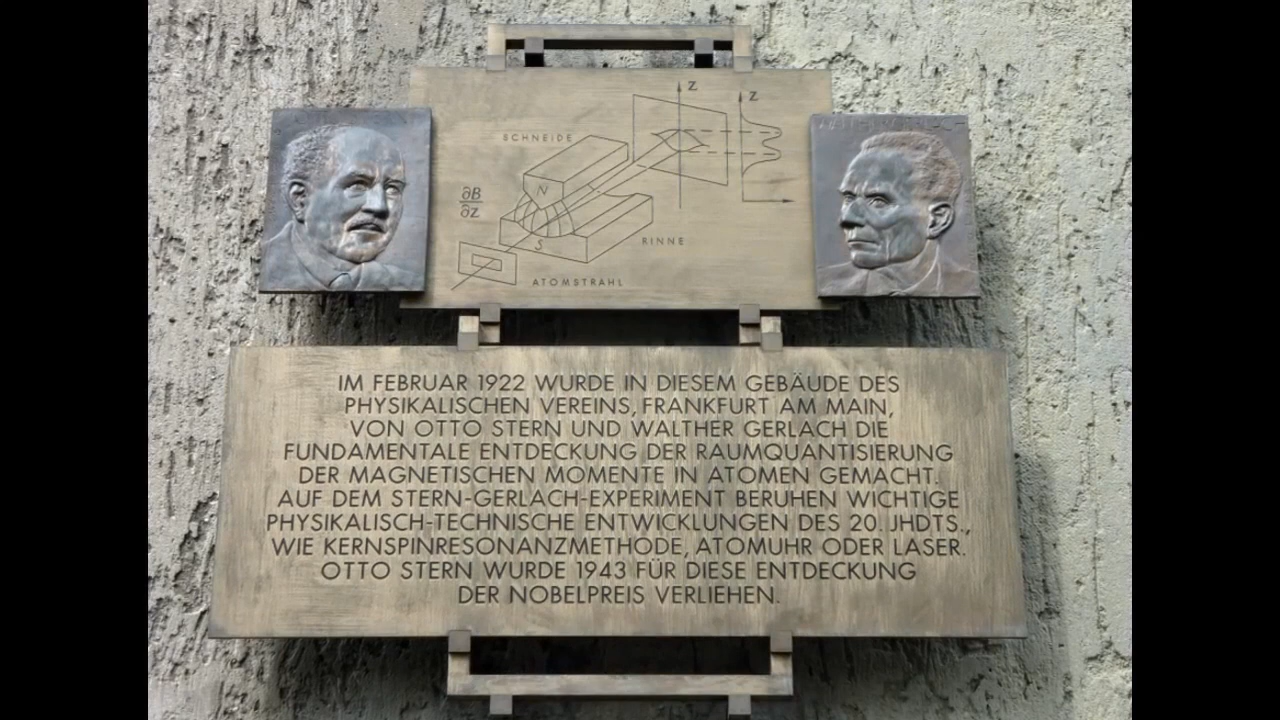 SCHNEIDE
Z
Z
N
∂B
∂Z
S
RINNE
ATOMSTRAHL
IM FEBRUAR 1922 WURDE IN DIESEM GEBÄUDE DES
PHYSIKALISCHEN VEREINS, FRANKFURT AM MAIN,
VON OTTO STERN UND WALTHER GERLACH DIE
FUNDAMENTALE ENTDECKUNG DER RAUMQUANTISIERUNG
DER MAGNETISCHEN MOMENTE IN ATOMEN GEMACHT.
AUF DEM STERN-GERLACH-EXPERIMENT BERUHEN WICHTIGE
PHYSIKALISCH-TECHNISCHE ENTWICKLUNGEN DES 20. JHDTS.,
WIE KERNSPINRESONANZMETHODE, ATOMUHR ODER LASER.
OTTO STERN WURDE 1943 FÜR DIESE ENTDECKUNG
DER NOBELPREIS VERLIEHEN.